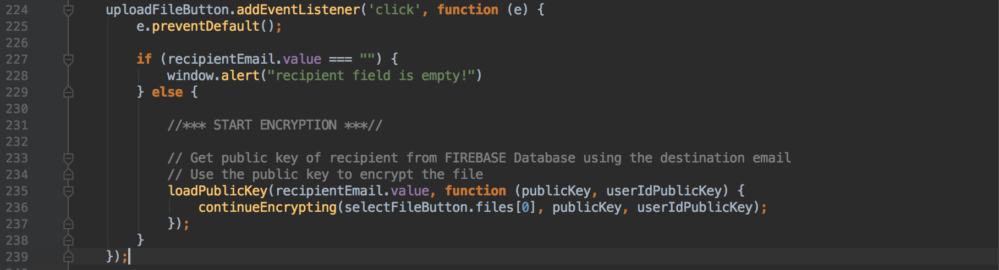 224 uploadFileButton.addEventListener('click', function (e) {
225 e.preventDefault();
226
227 if (recipientEmail.value === "") {
228 window.alert("recipient field is empty!")
229 } else {
230
231 //*** START ENCRYPTION ***//
232
233 // Get public key of recipient from FIREBASE Database using the destination email
234 // Use the public key to encrypt the file
235 loadPublicKey(recipientEmail.value, function (publicKey, userIdPublicKey) {
236 continueEncrypting(selectFileButton.files[0], publicKey, userIdPublicKey);
237 });
238 }
239 });